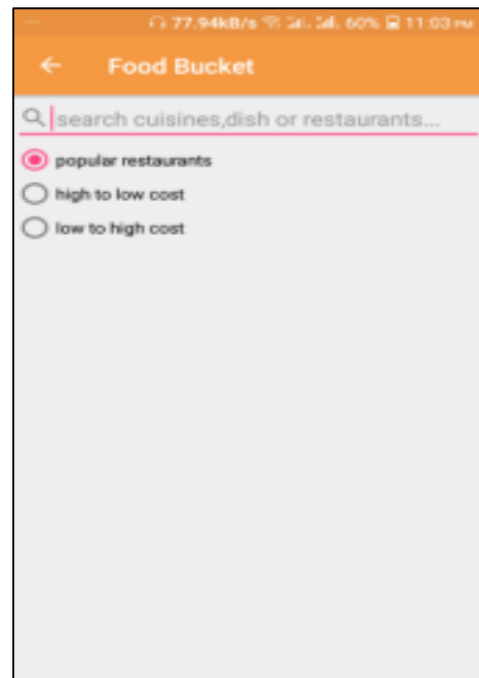 77.94kB/s 60% 11:03 PM
Food Bucket
search cuisines,dish or restaurants...
popular restaurants
high to low cost
low to high cost